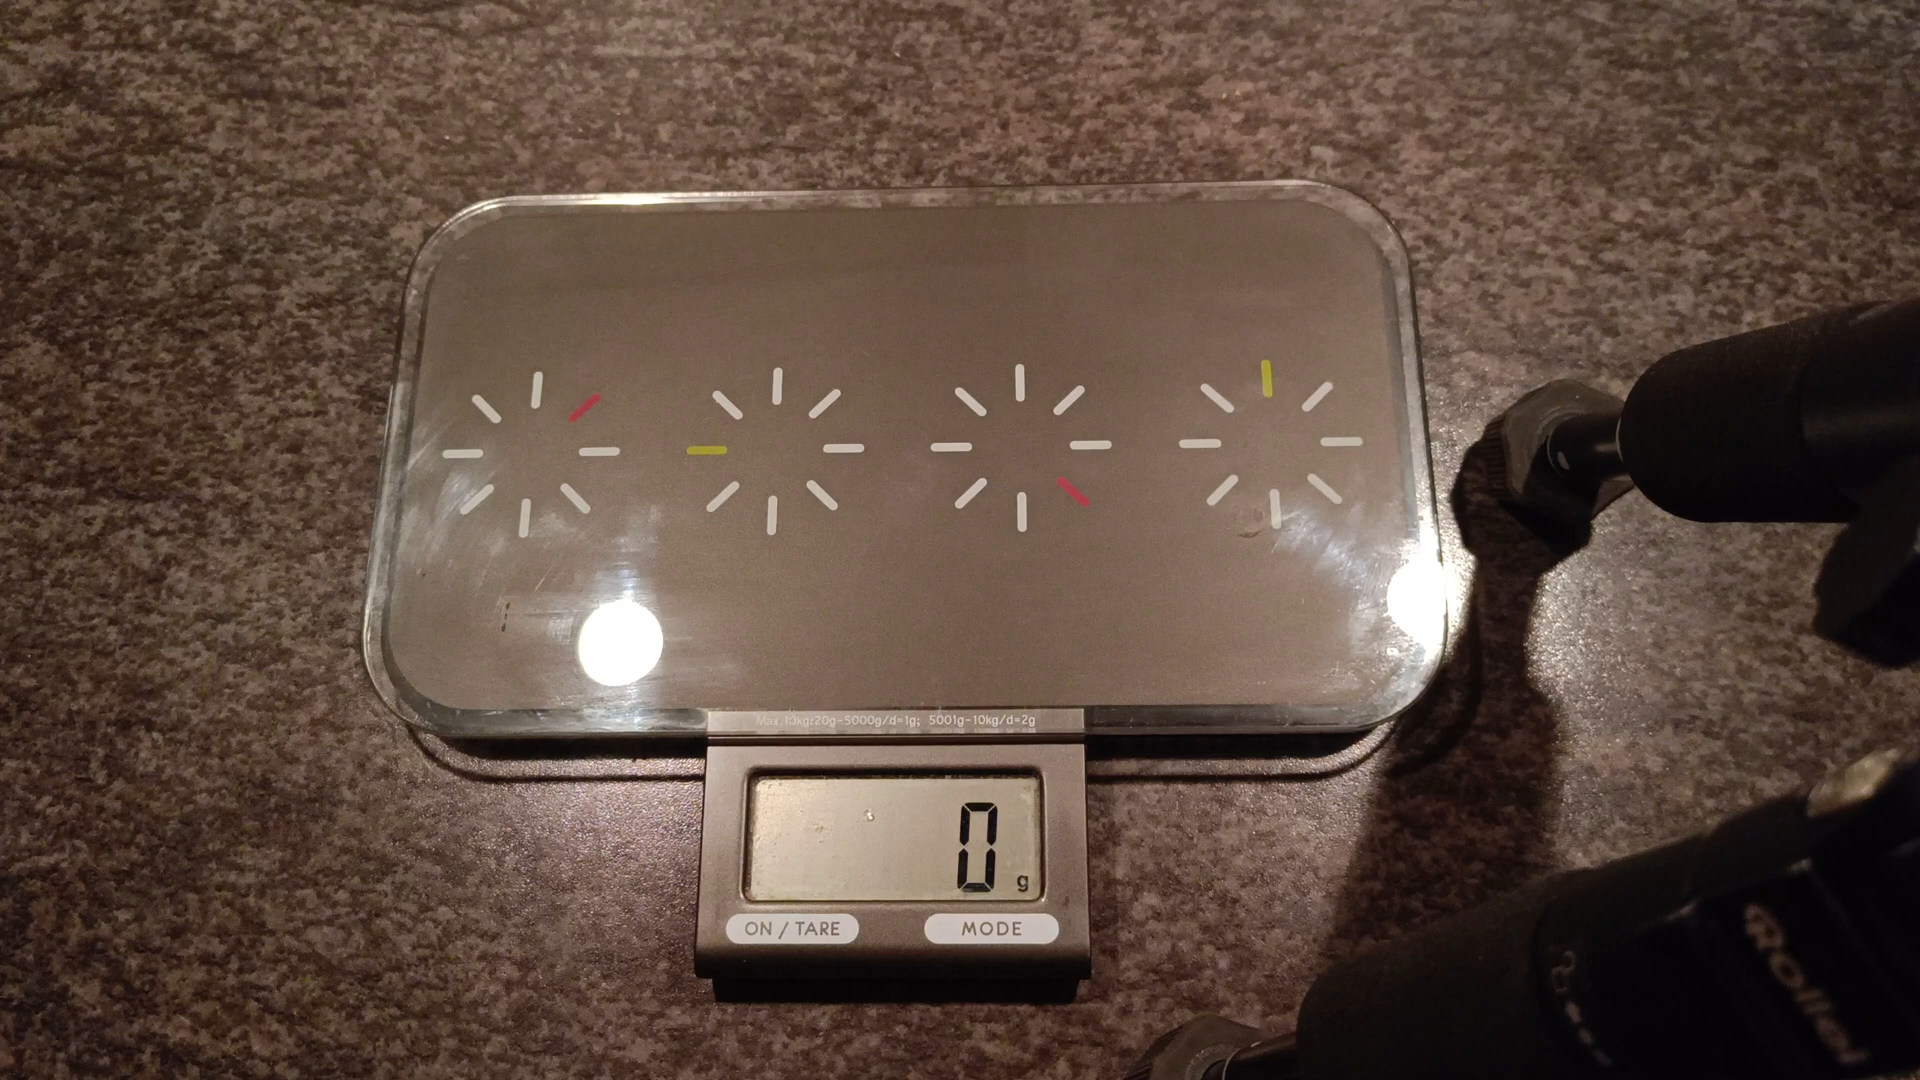 Max.10kg:20g-5000g/d=1g; 5001g-10kg/d=2g
0 g
ON / TARE
MODE
Rollei